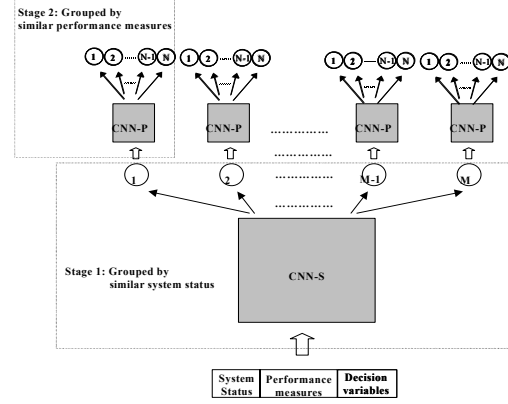 Stage 2: Grouped by
similar performance measures
1 2 ...... N-1 N 1 2 ...... N-1 N 1 2 — N-1 N 1 2 ...... N-1 N
CNN-P CNN-P CNN-P CNN-P
1 2 M-1 M
Stage 1: Grouped by
similar system status
CNN-S
System Performance Decision
Status measures variables